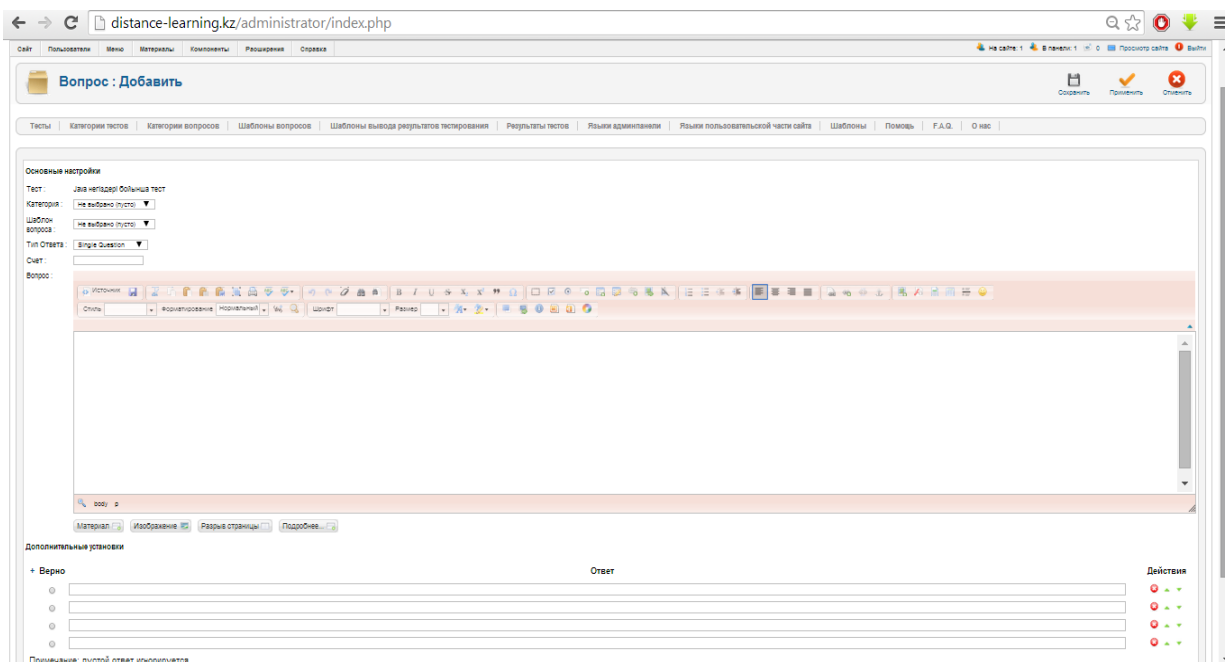 distance-learning.kz/administrator/index.php
Сайт Пользователи Меню Материалы Компоненты Расширения Справка На сайте: 1 В панели: 1 0 Просмотр сайта Выйти
Вопрос : Добавить
Сохранить Применить Отменить
Тесты Категории тестов Категории вопросов Шаблоны вопросов Шаблоны вывода результатов тестирования Результаты тестов Языки админпанели Языки пользовательской части сайта Шаблоны Помощь F.A.Q. О нас
Основные настройки
Тест : Java негіздері бойынша тест
Категория : Не выбрано (пусто)
Шаблон
вопроса : Не выбрано (пусто)
Тип Ответа : Single Question
Счет :
Вопрос :
Источник
Стиль Форматирование Нормальный Шрифт Размер
body p
Материал Изображение Разрыв страницы Подробнее...
Дополнительные установки
+ Верно Ответ Действия
Примечание: пустой ответ игнорируется